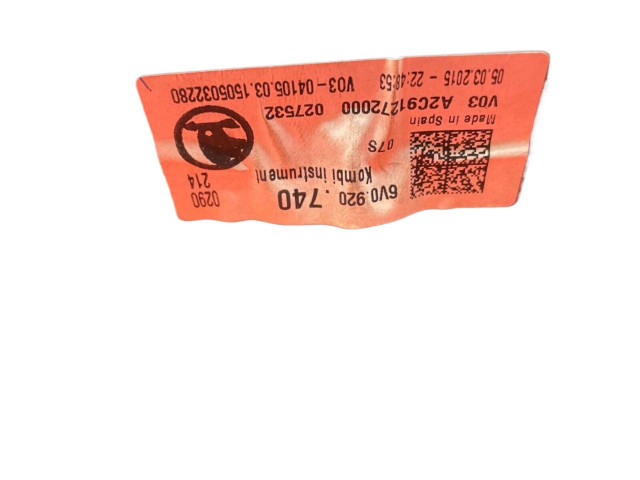 6V0.920 .740 0290
Kombi instrument 214
07S
Made in Spain
V03 A2C91272000 027532
05.03.2015 - 22:48:53 V03-04105.03.1505032280